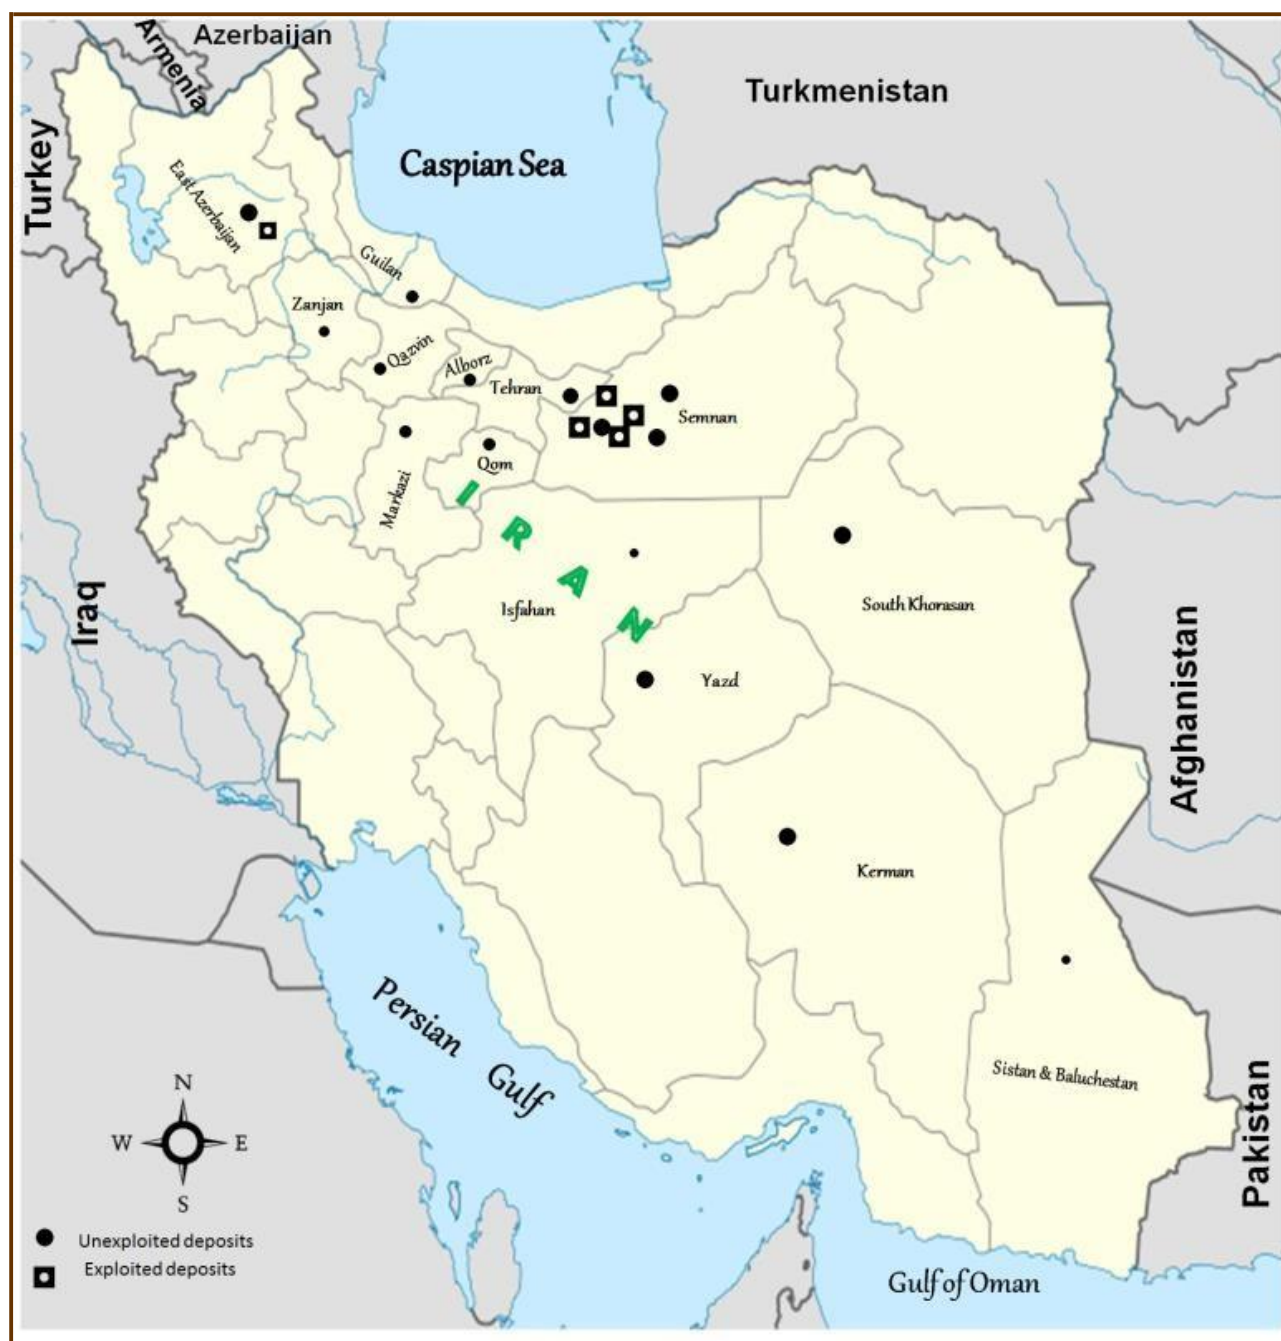 Azerbaijan
Armenia
Turkmenistan
Turkey
Caspian Sea
East Azerbaijan
Guilan
Zanjan
Qazvin
Alborz
Tehran
Semnan
Qom
Markazi
IRAN
Isfahan
South Khorasan
Iraq
Yazd
Afghanistan
Kerman
Persian Gulf
Sistan & Baluchestan
Pakistan
N
W E
S
Unexploited deposits
Exploited deposits
Gulf of Oman